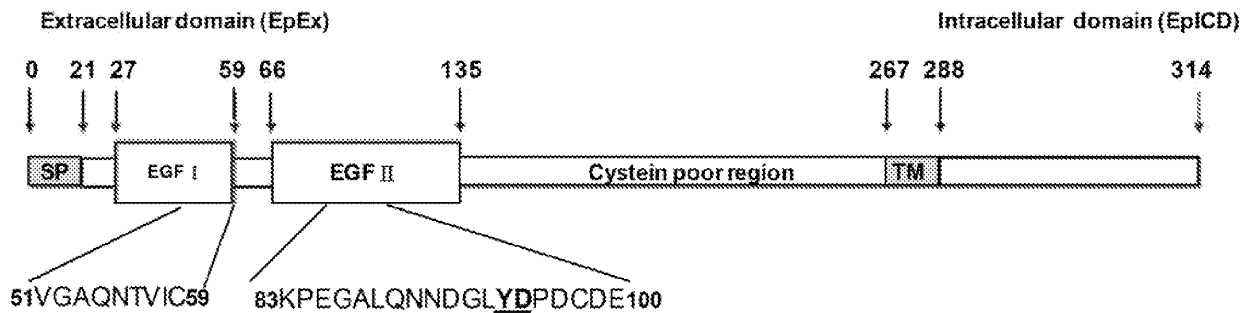 Extracellular domain (EpEx) Intracellular domain (EpICD)
0 21 27 59 66 135 267 288 314
SP EGF I EGF II Cystein poor region TM
51VGAQNTVIC59 83KPEGALQNNDGLYDPDCDE100